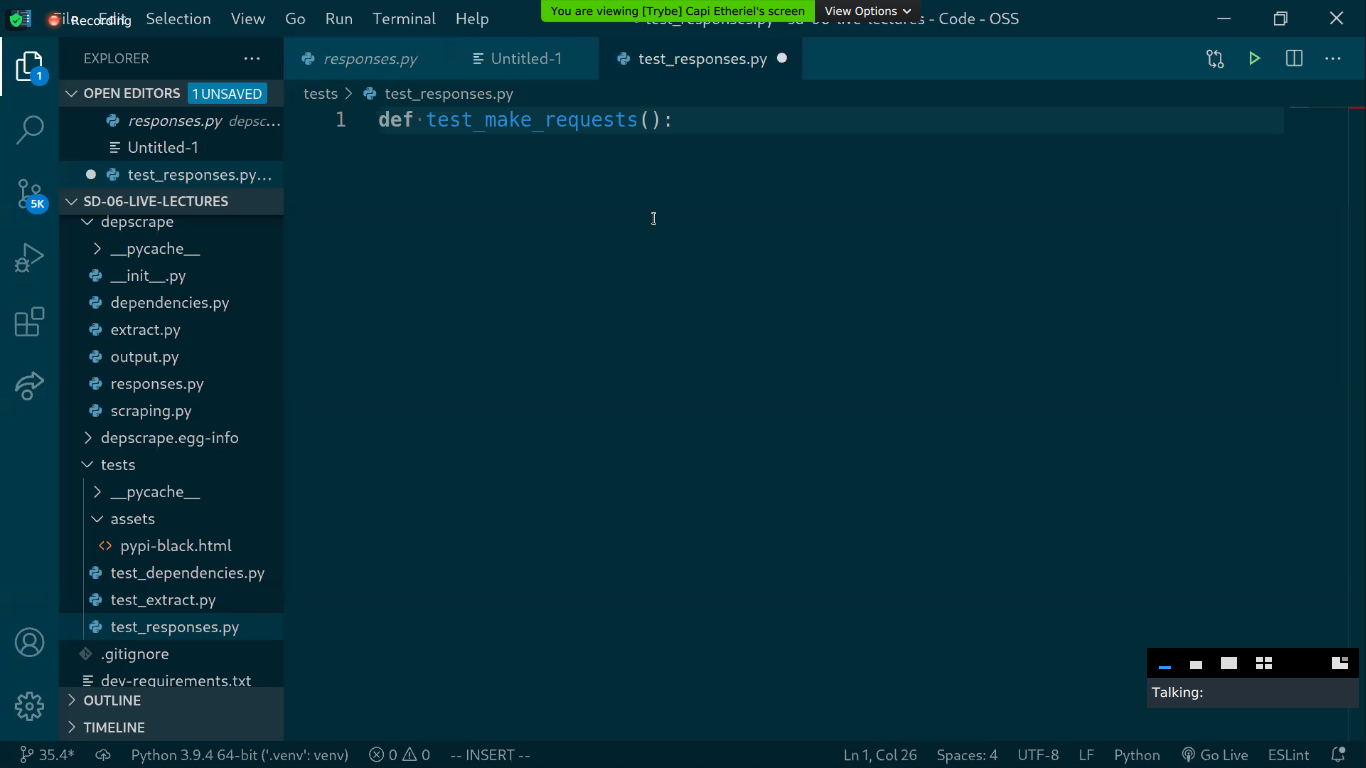 File Edit Selection View Go Run Terminal Help
Recording
You are viewing [Trybe] Capi Etheriel's screen
View Options
test_responses.py - sd-06-live-lectures - Code - OSS
EXPLORER
responses.py
Untitled-1
test_responses.py
OPEN EDITORS
1 UNSAVED
tests > test_responses.py
responses.py depsc...
Untitled-1
test_responses.py...
1 def test_make_requests():
1
5K
SD-06-LIVE-LECTURES
depscrape
__pycache__
__init__.py
dependencies.py
extract.py
output.py
responses.py
scraping.py
depscrape.egg-info
tests
__pycache__
assets
pypi-black.html
test_dependencies.py
test_extract.py
test_responses.py
.gitignore
dev-requirements.txt
OUTLINE
TIMELINE
Talking:
35.4*
Python 3.9.4 64-bit ('.venv': venv)
0 0
-- INSERT --
Ln 1, Col 26
Spaces: 4
UTF-8
LF
Python
Go Live
ESLint